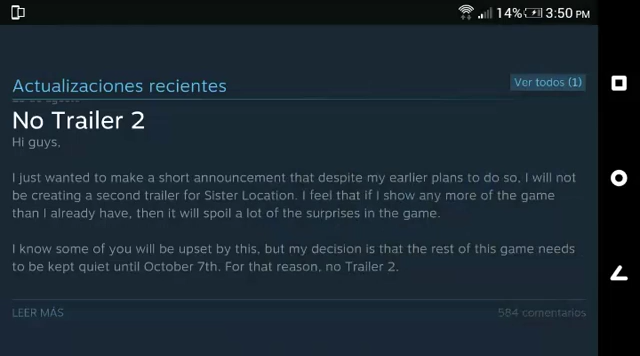 14% 3:50 PM
Actualizaciones recientes
Ver todos (1)
No Trailer 2
Hi guys,
I just wanted to make a short announcement that despite my earlier plans to do so, I will not
be creating a second trailer for Sister Location. I feel that if I show any more of the game
than I already have, then it will spoil a lot of the surprises in the game.
I know some of you will be upset by this, but my decision is that the rest of this game needs
to be kept quiet until October 7th. For that reason, no Trailer 2.
LEER MÁS
584 comentarios